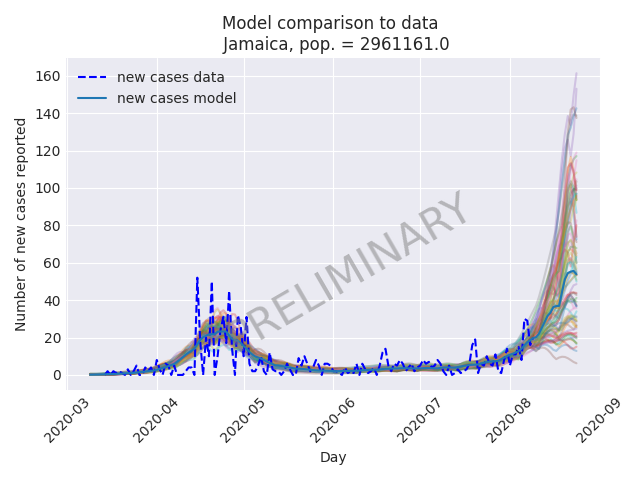 Model comparison to data
Jamaica, pop. = 2961161.0
new cases data
new cases model
Number of new cases reported
160
140
120
100
80
60
40
20
0
PRELIMINARY
2020-03
2020-04
2020-05
2020-06
2020-07
2020-08
2020-09
Day